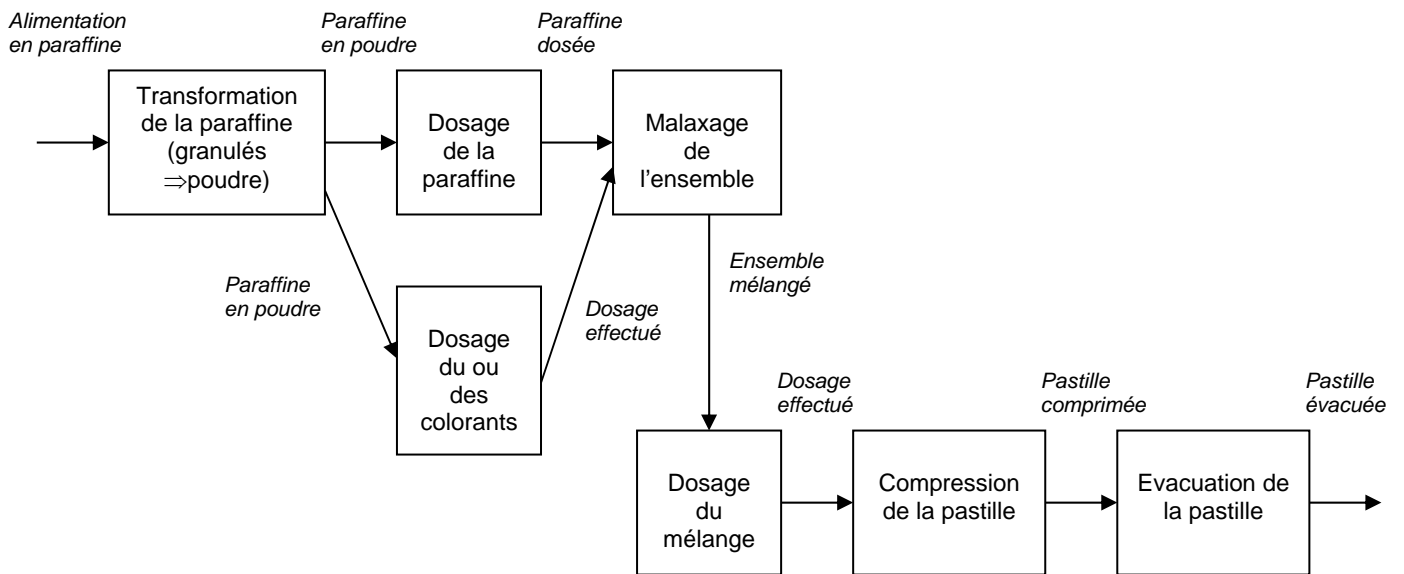 Alimentation
en paraffine
Paraffine
en poudre
Paraffine
dosée
Transformation
de la paraffine
(granulés
⇒poudre)
Dosage
de la
paraffine
Malaxage
de
l'ensemble
Paraffine
en poudre
Dosage
du ou
des
colorants
Dosage
effectué
Ensemble
mélangé
Dosage
effectué
Pastille
comprimée
Pastille
évacuée
Dosage
du
mélange
Compression
de la pastille
Evacuation de
la pastille